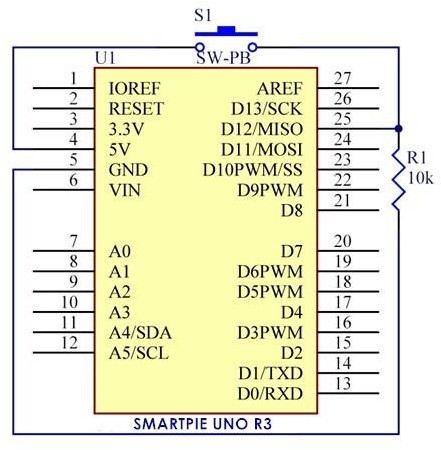 S1
U1 SW-PB
1 IOREF AREF 27
2 RESET D13/SCK 26
3 3.3V D12/MISO 25
4 5V D11/MOSI 24
5 GND D10PWM/SS 23
6 VIN D9PWM 22
D8 21
R1
10k
7 A0 D7 20
8 A1 D6PWM 19
9 A2 D5PWM 18
10 A3 D4 17
11 A4/SDA D3PWM 16
12 A5/SCL D2 15
D1/TXD 14
D0/RXD 13
SMARTPIE UNO R3